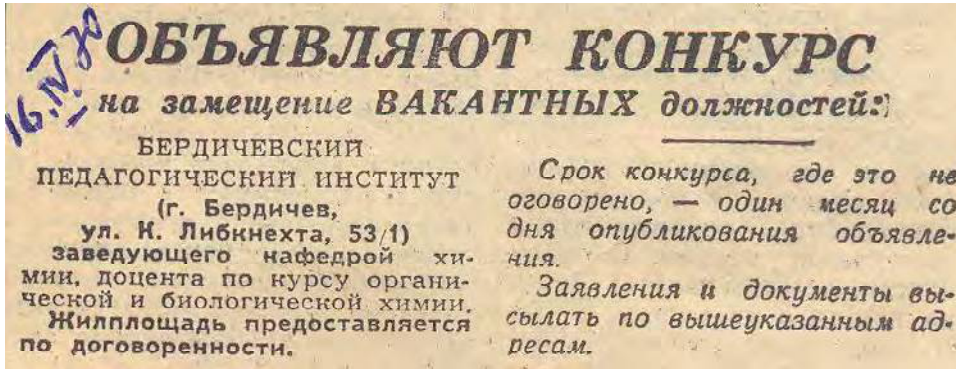 16.IV 70
ОБЪЯВЛЯЮТ КОНКУРС
на замещение ВАКАНТНЫХ должностей:
БЕРДИЧЕВСКИЙ
ПЕДАГОГИЧЕСКИЙ ИНСТИТУТ
(г. Бердичев,
ул. К. Либкнехта, 53/1)
заведующего кафедрой хи-
мии, доцента по курсу органи-
ческой и биологической химии.
Жилплощадь предоставляется
по договоренности.
Срок конкурса, где это не
оговорено, — один месяц со
дня опубликования объявле-
ния.
Заявления и документы вы-
сылать по вышеуказанным ад-
ресам.